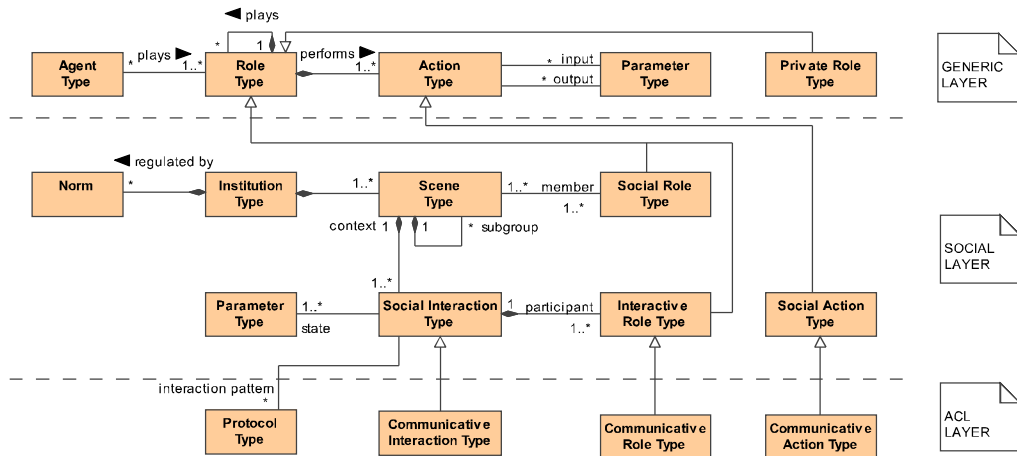 ◀ plays
plays ▶
*
1..*
*
1
performs ▶
1..*
* input
* output
Agent
Type
Role
Type
Action
Type
Parameter
Type
Private Role
Type
GENERIC
LAYER
◀ regulated by
*
1..*
1..* member
1..*
Norm
Institution
Type
Scene
Type
Social Role
Type
context 1
1
* subgroup
SOCIAL
LAYER
1..*
Parameter
Type
1..*
state
Social Interaction
Type
1
participant
1..*
Interactive
Role Type
Social Action
Type
interaction pattern
*
Protocol
Type
Communicative
Interaction Type
Communicative
Role Type
Communicative
Action Type
ACL
LAYER